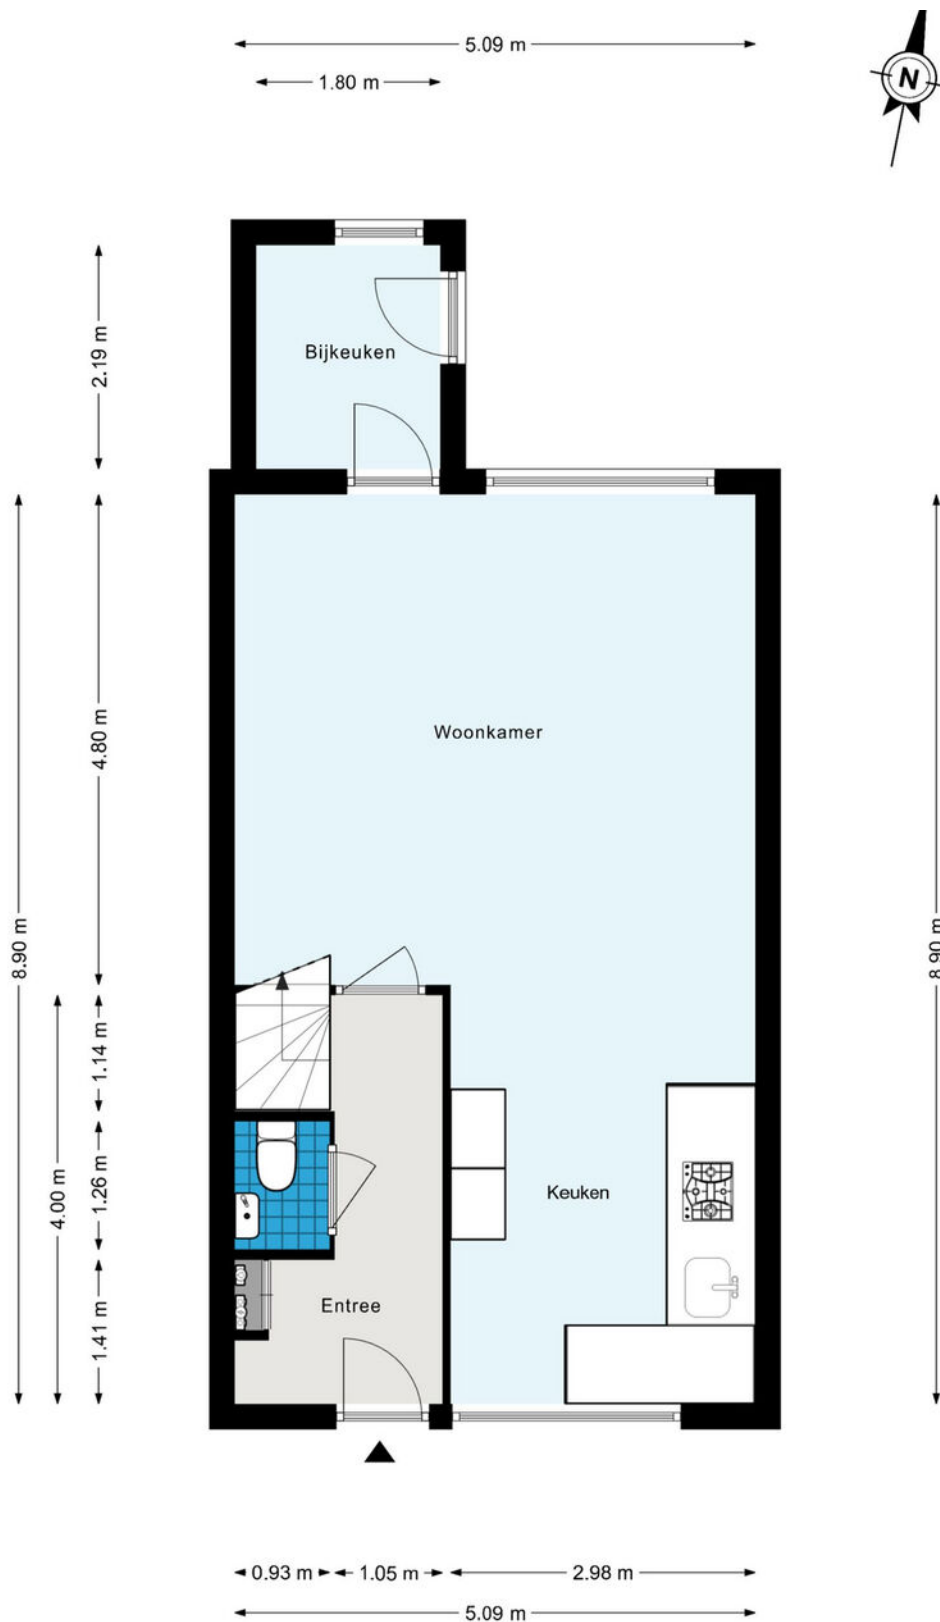 5.09 m
1.80 m
N
2.19 m
Bijkeuken
8.90 m
4.80 m
Woonkamer
8.90 m
4.00 m
1.14 m
1.26 m
1.41 m
Keuken
Entree
0.93 m
1.05 m
2.98 m
5.09 m